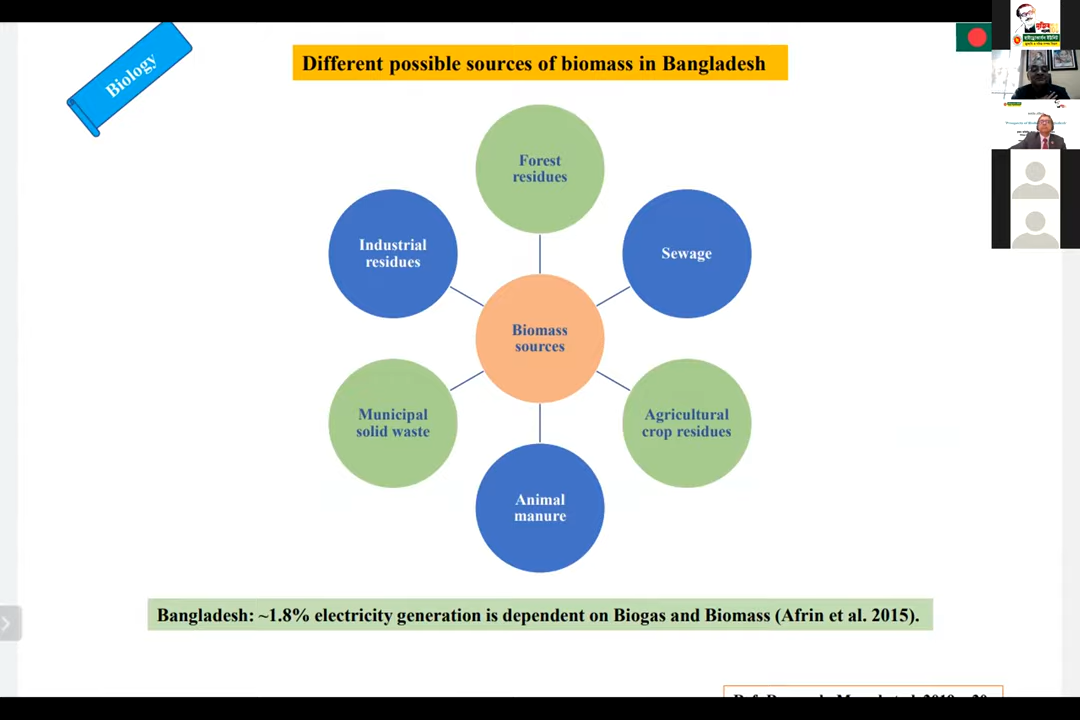 Biology
Different possible sources of biomass in Bangladesh
Forest
residues
Industrial
residues
Sewage
Biomass
sources
Municipal
solid waste
Agricultural
crop residues
Animal
manure
Bangladesh: ~1.8% electricity generation is dependent on Biogas and Biomass (Afrin et al. 2015).